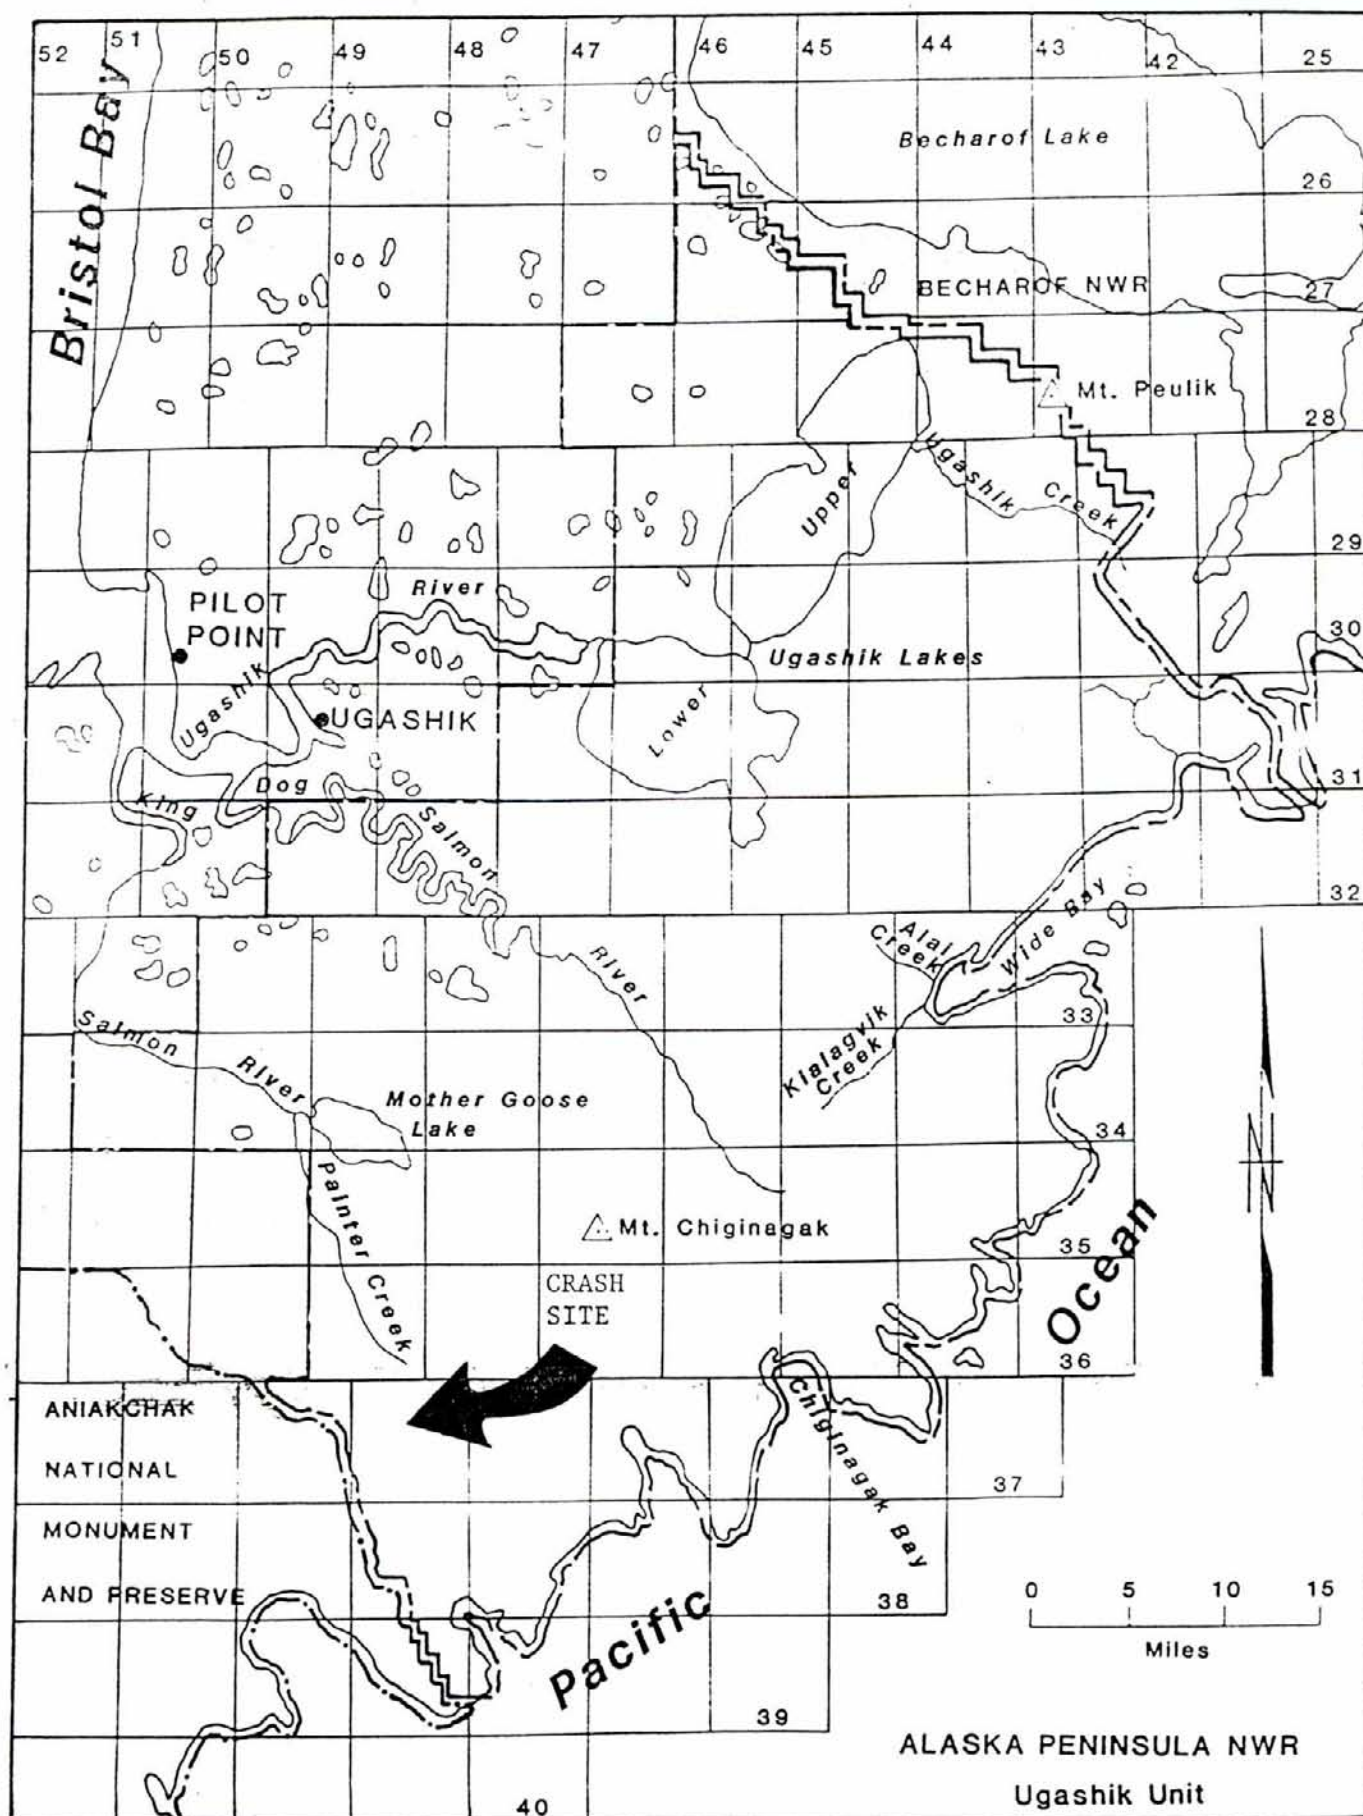 52
51
50
49
48
47
46
45
44
43
42
25
Bristol Bay
Becharof Lake
26
BECHAROF NWR
27
Mt. Peulik
28
Upper
Ugashik
Creek
29
River
PILOT
POINT
30
Ugashik Lakes
Ugashik
UGASHIK
Lower
31
King
Dog
Salmon
32
River
Alai
Creek
Wide Bay
33
Salmon
River
Kialagvik
Creek
Mother Goose
Lake
34
Painter Creek
Mt. Chiginagak
35
Ocean
CRASH
SITE
36
N
ANIAKCHAK
NATIONAL
MONUMENT
AND PRESERVE
Chiginagak Bay
37
38
0 5 10 15
Miles
Pacific
39
ALASKA PENINSULA NWR
Ugashik Unit
40